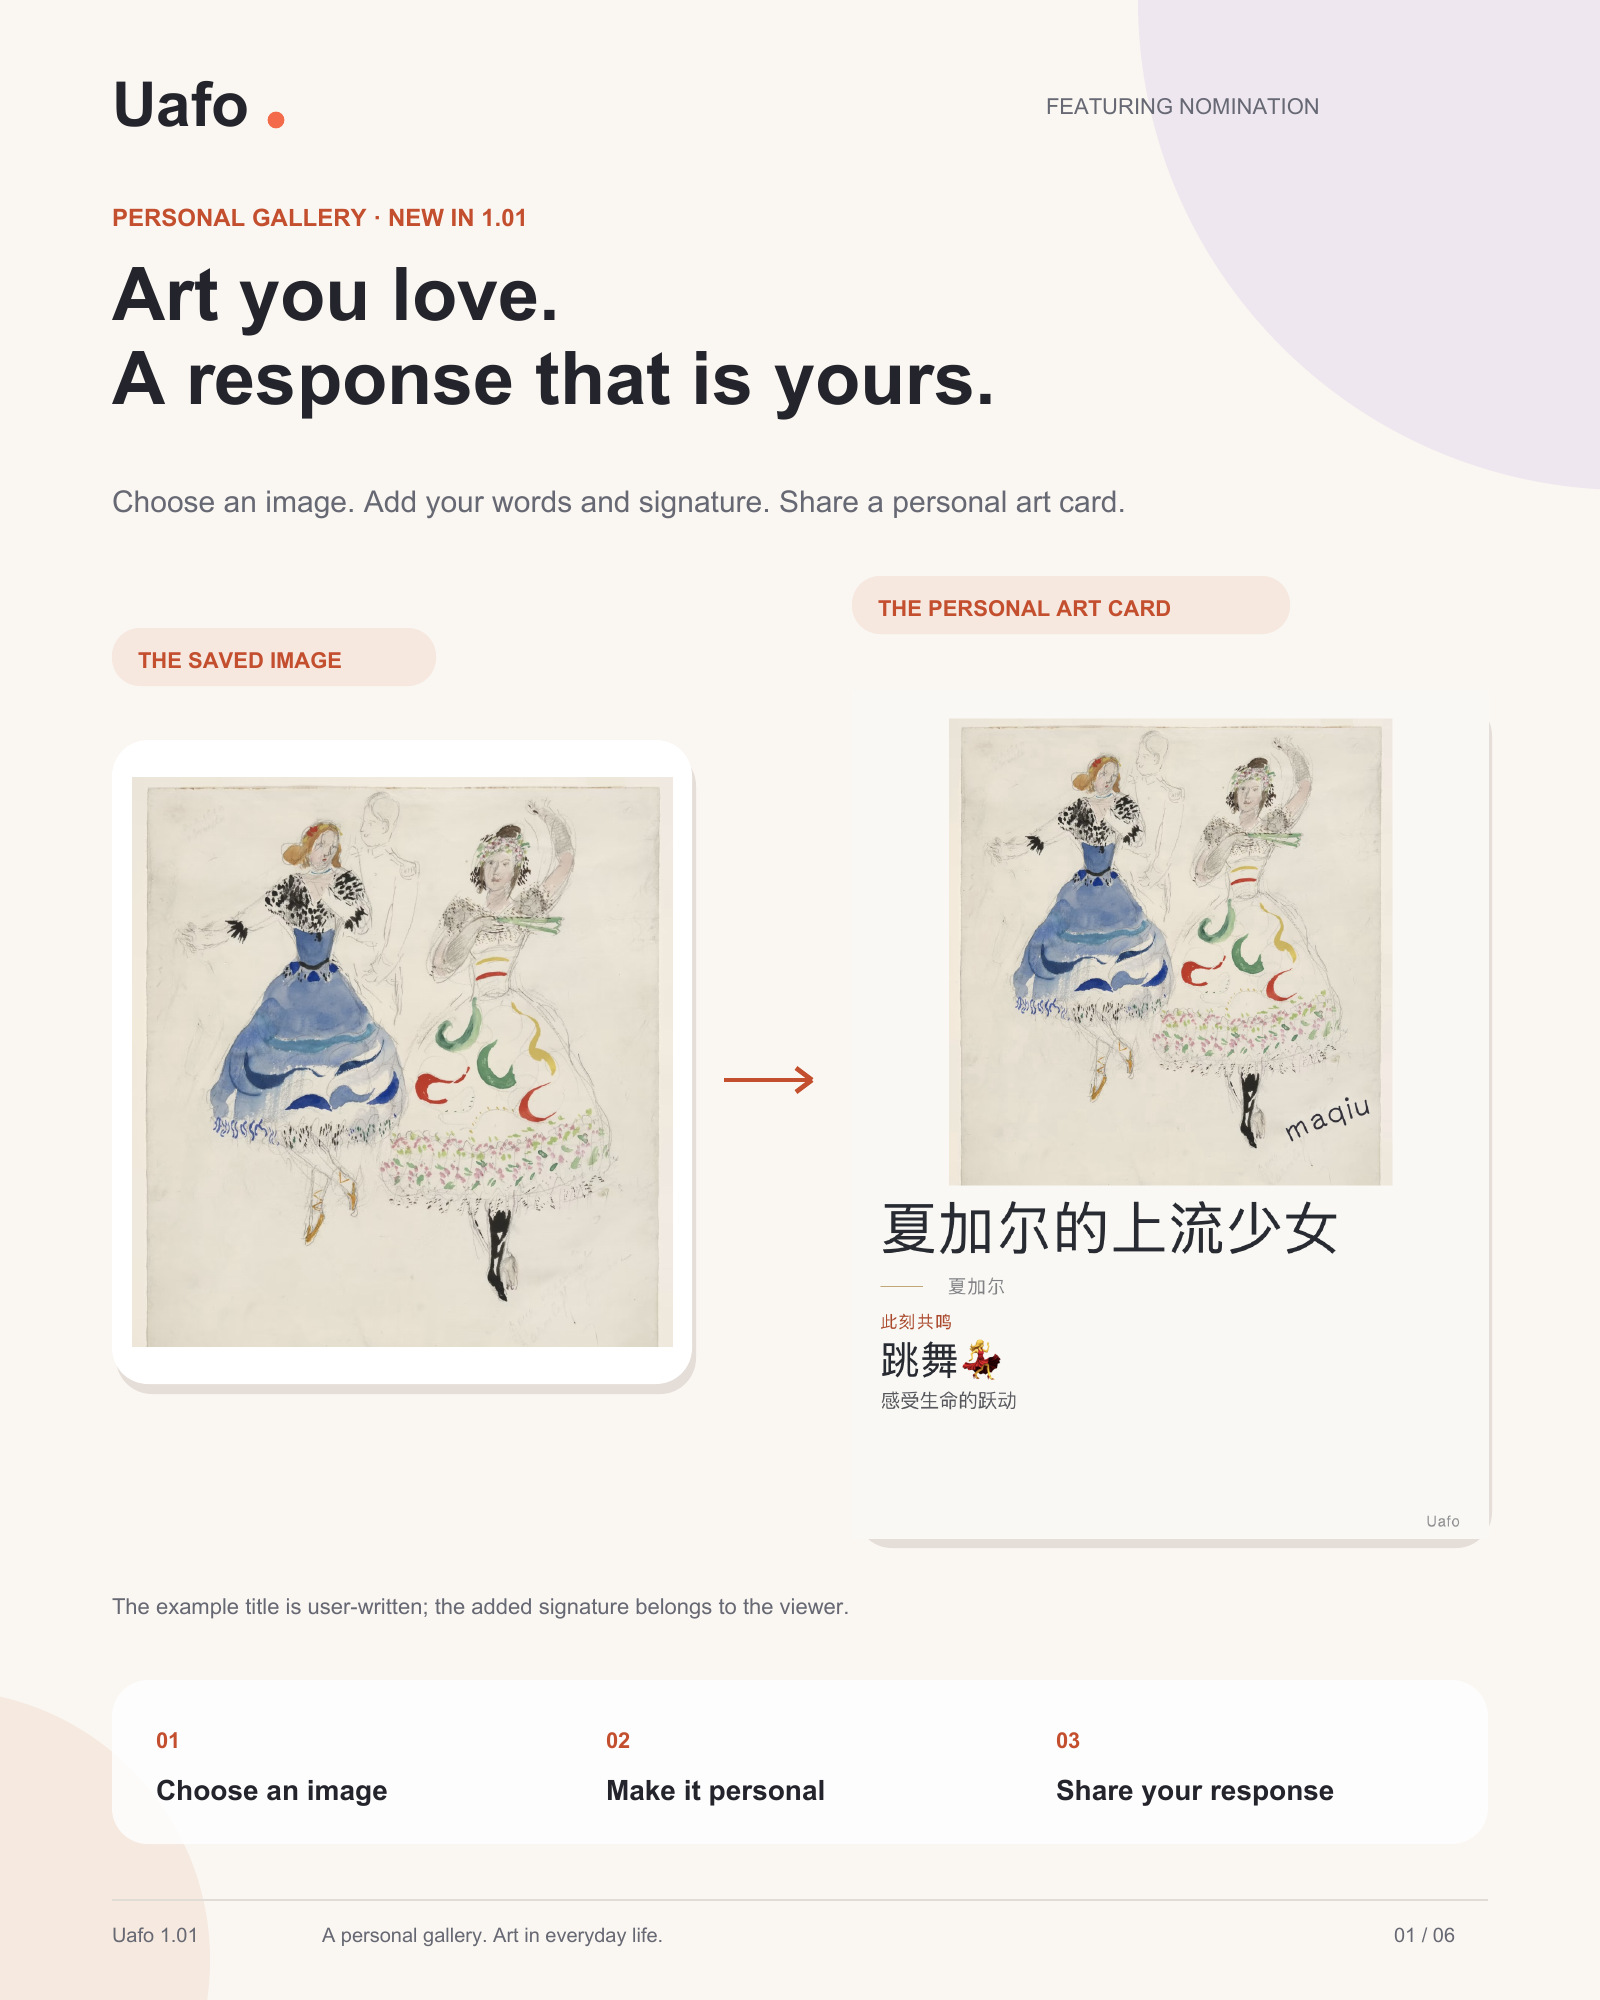 Uafo .
FEATURING NOMINATION
PERSONAL GALLERY · NEW IN 1.01
Art you love.
A response that is yours.
Choose an image. Add your words and signature. Share a personal art card.
THE SAVED IMAGE
THE PERSONAL ART CARD
maqiu
夏加尔的上流少女
夏加尔
此刻共鸣
跳舞💃
感受生命的跃动
Uafo
The example title is user-written; the added signature belongs to the viewer.
01
Choose an image
02
Make it personal
03
Share your response
Uafo 1.01
A personal gallery. Art in everyday life.
01 / 06